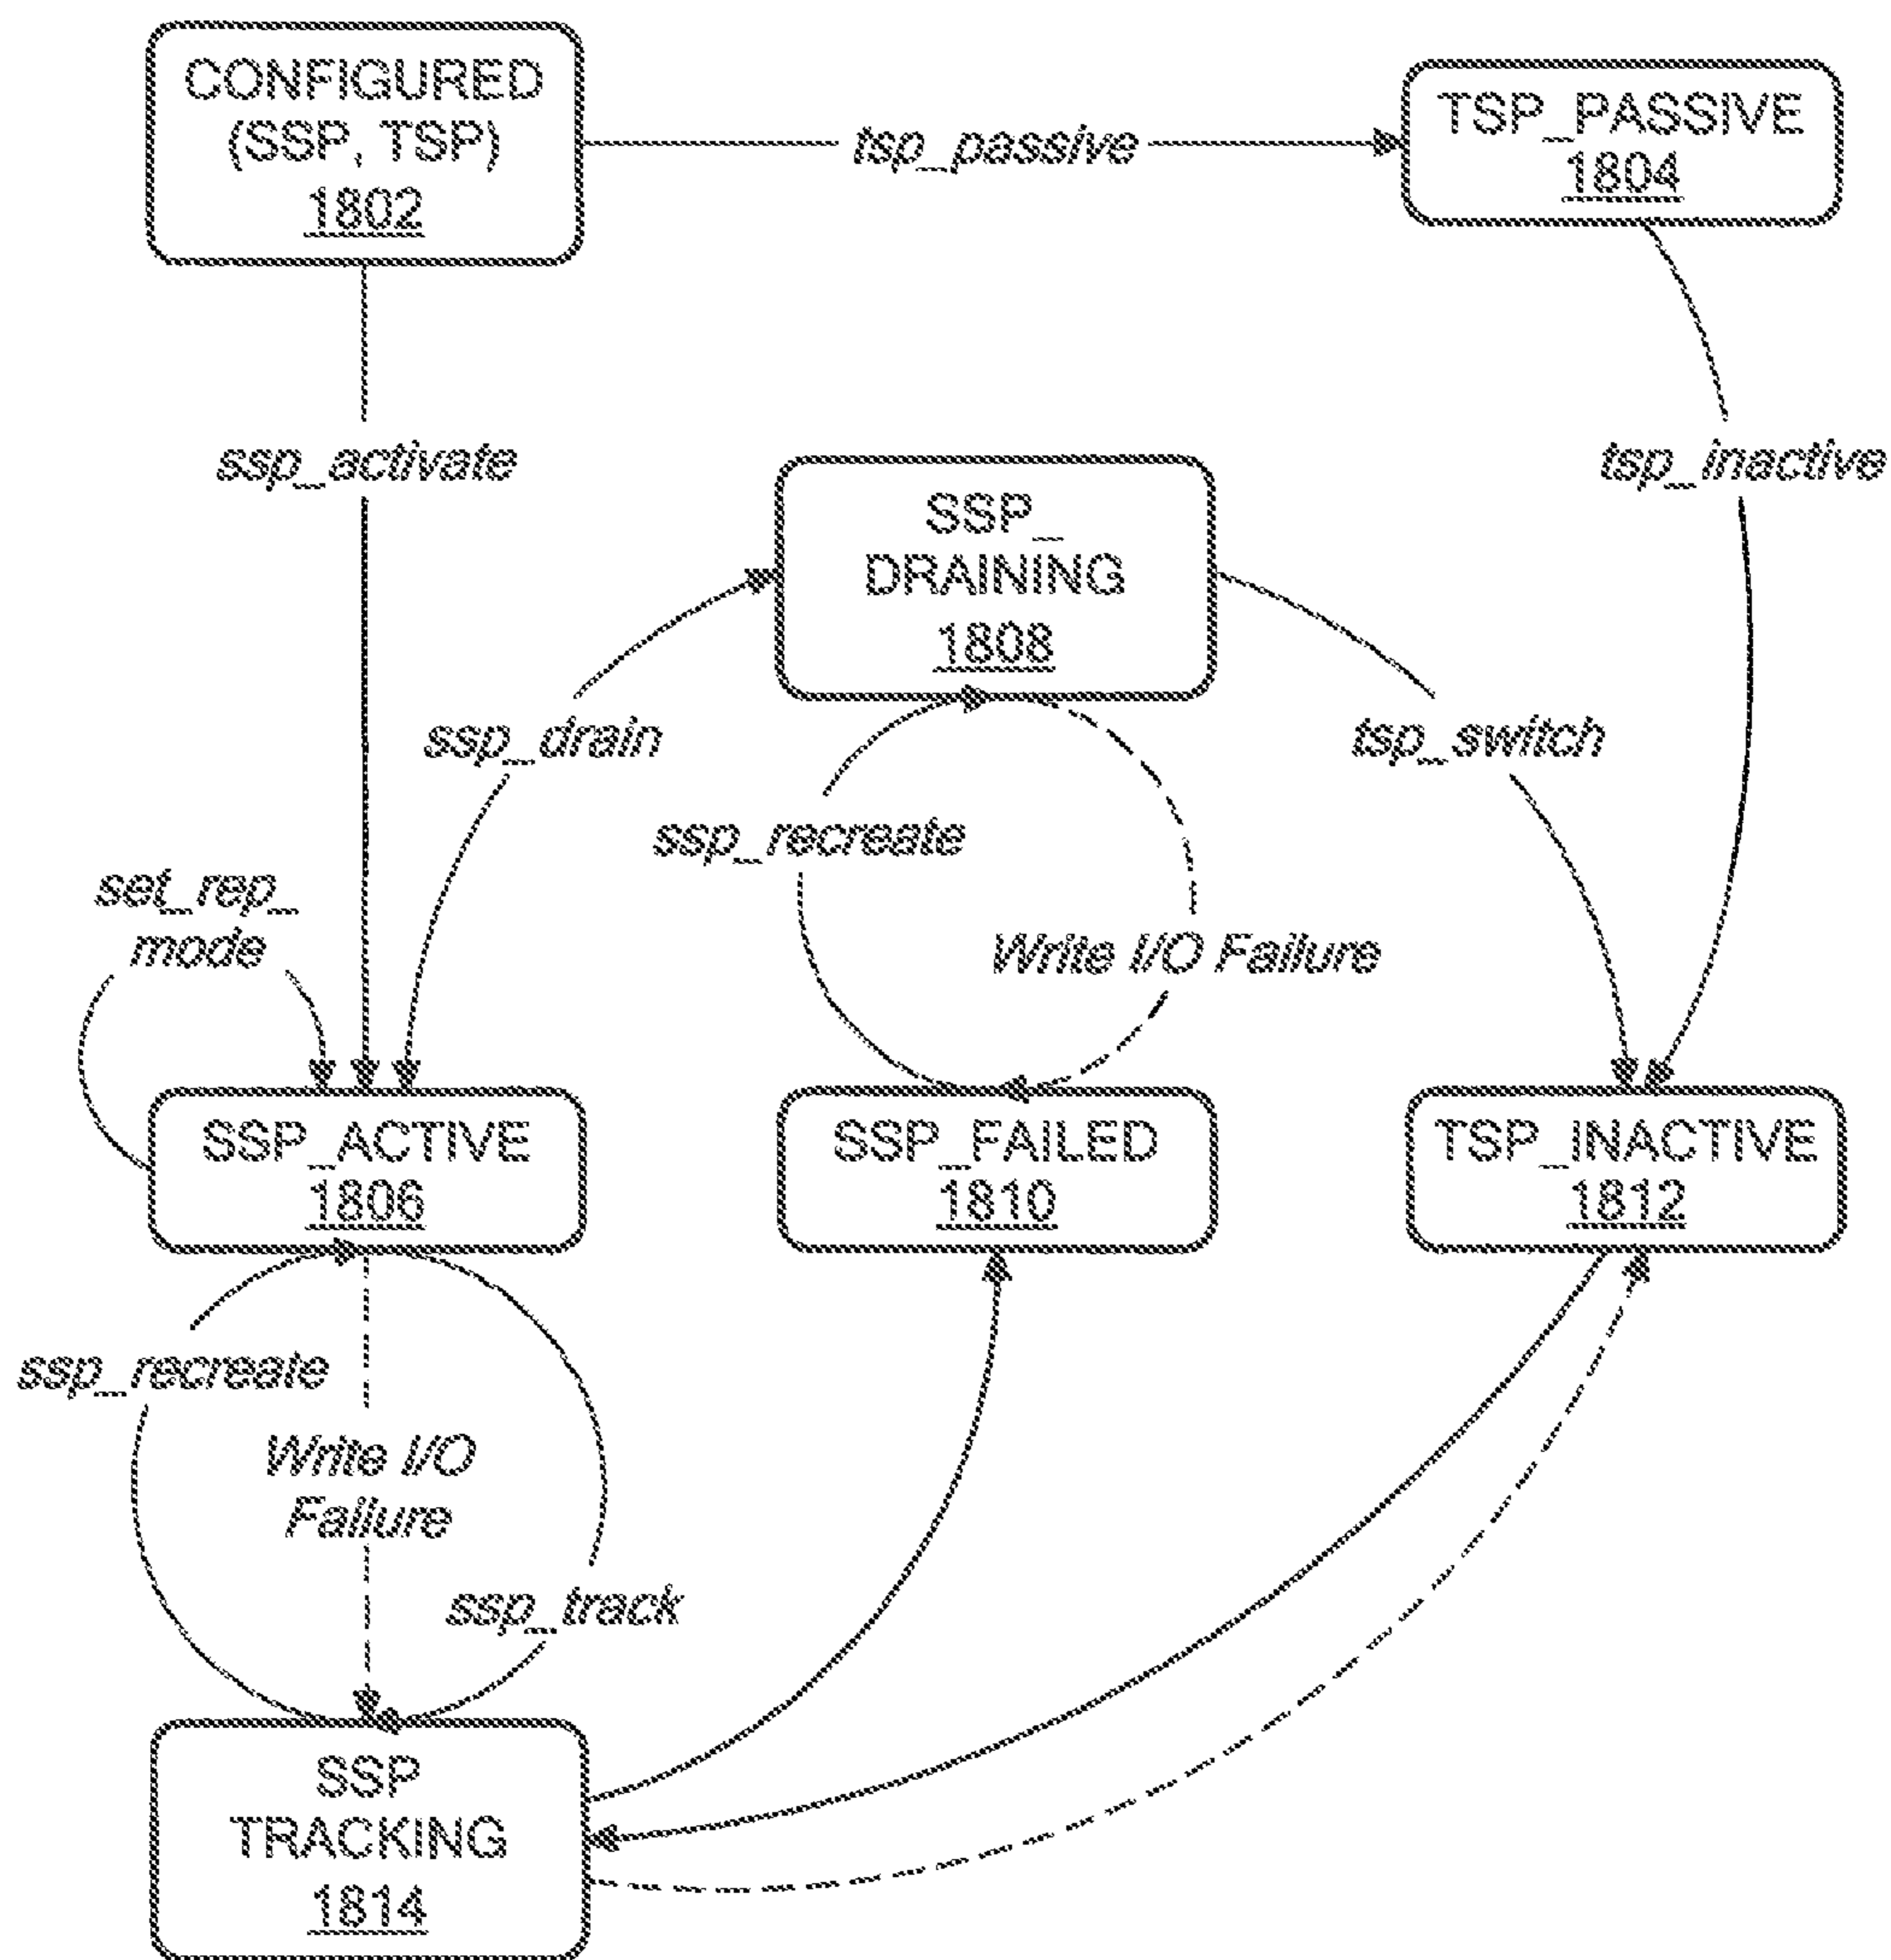 CONFIGURED
(SSP, TSP)
1802
tsp_passive
TSP_PASSIVE
1804
ssp_activate
tsp_inactive
SSP_
DRAINING
1808
ssp_drain
tsp_switch
ssp_recreate
set_rep_
mode
Write I/O Failure
SSP_ACTIVE
1806
SSP_FAILED
1810
TSP_INACTIVE
1812
ssp_recreate
Write I/O
Failure
ssp_track
SSP
TRACKING
1814